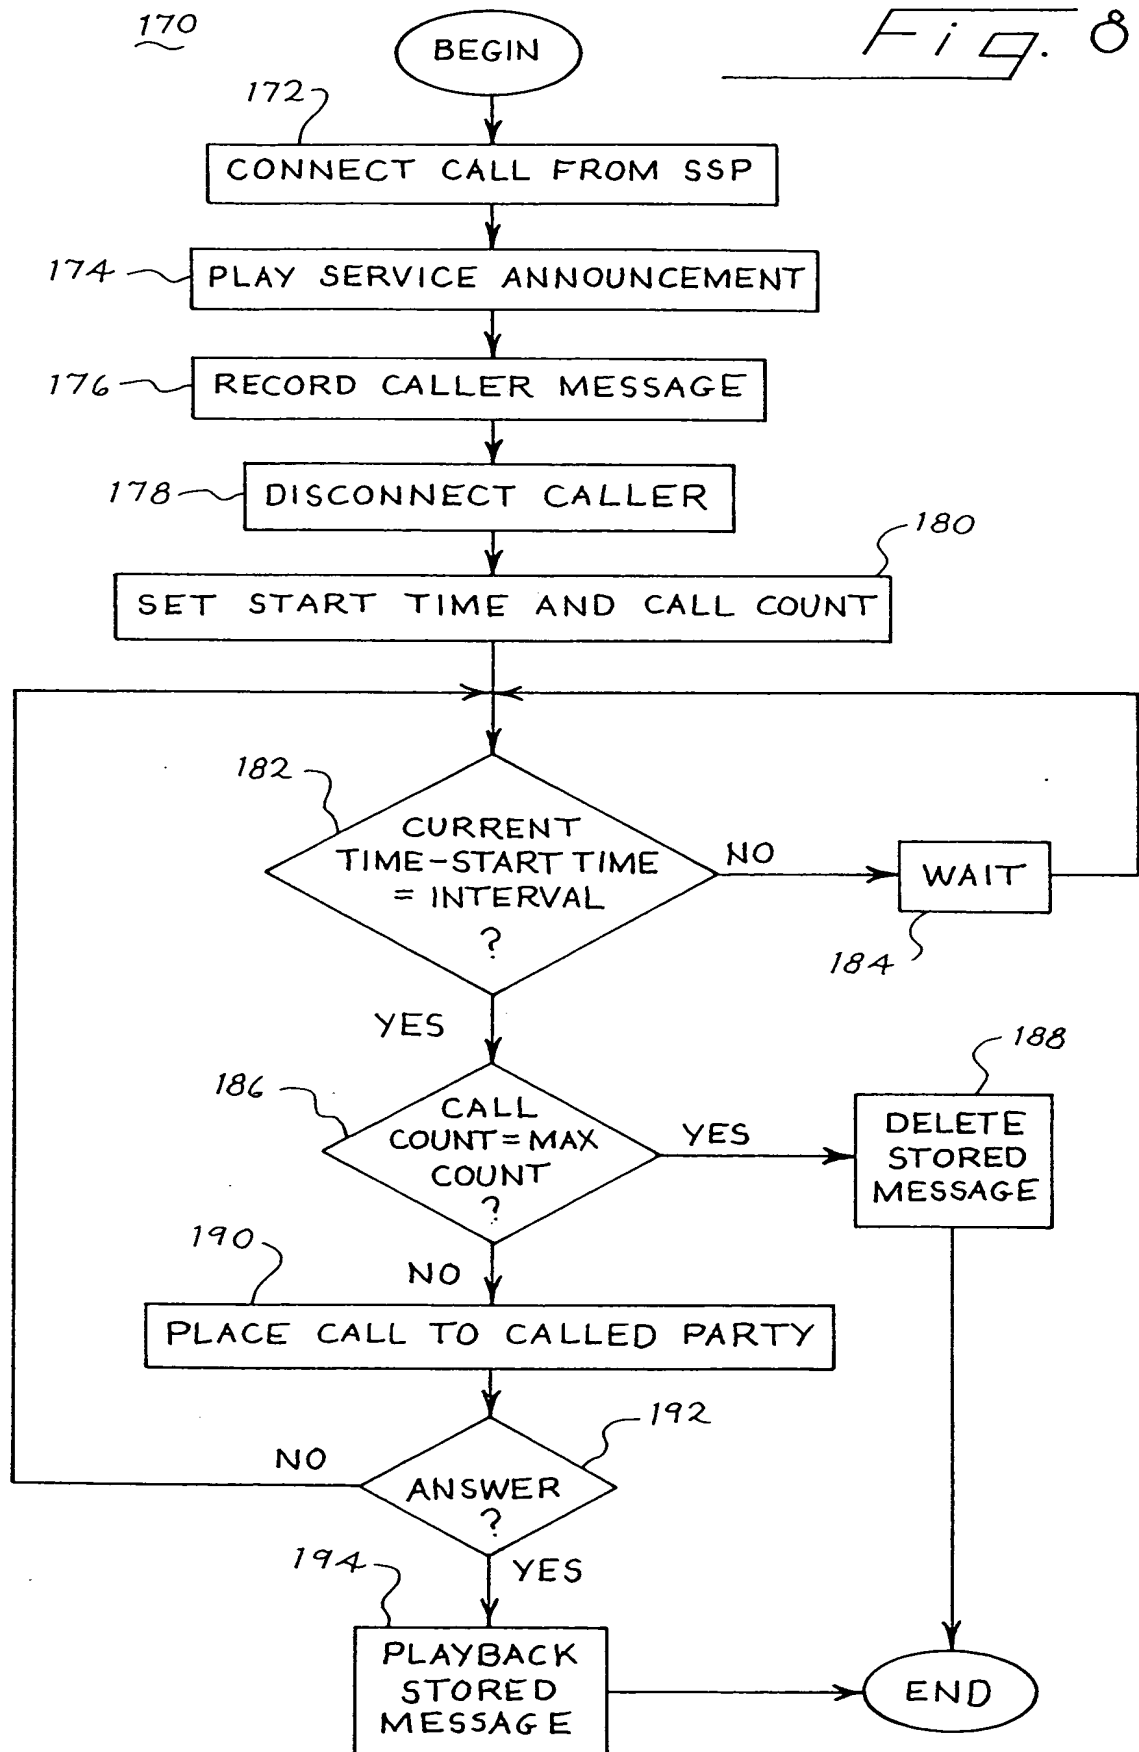 170
BEGIN
Fig. 8
172
CONNECT CALL FROM SSP
174
PLAY SERVICE ANNOUNCEMENT
176
RECORD CALLER MESSAGE
178
DISCONNECT CALLER
180
SET START TIME AND CALL COUNT
182
CURRENT
TIME-START TIME
= INTERVAL
?
NO
WAIT
184
YES
186
CALL
COUNT = MAX
COUNT
?
YES
188
DELETE
STORED
MESSAGE
NO
190
PLACE CALL TO CALLED PARTY
192
NO
ANSWER
?
YES
194
PLAYBACK
STORED
MESSAGE
END